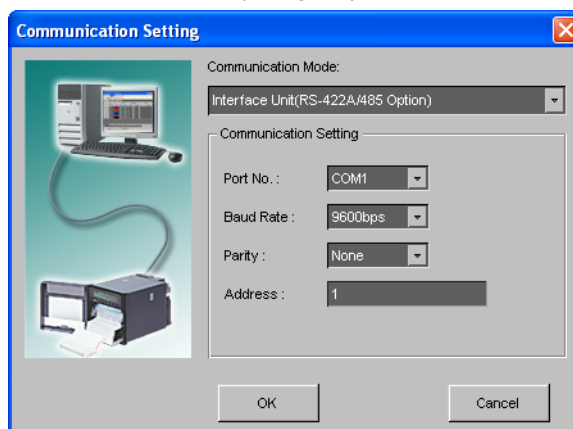 Communication Setting
Communication Mode:
Interface Unit(RS-422A/485 Option)
Communication Setting
Port No. : COM1
Baud Rate : 9600bps
Parity : None
Address : 1
OK Cancel